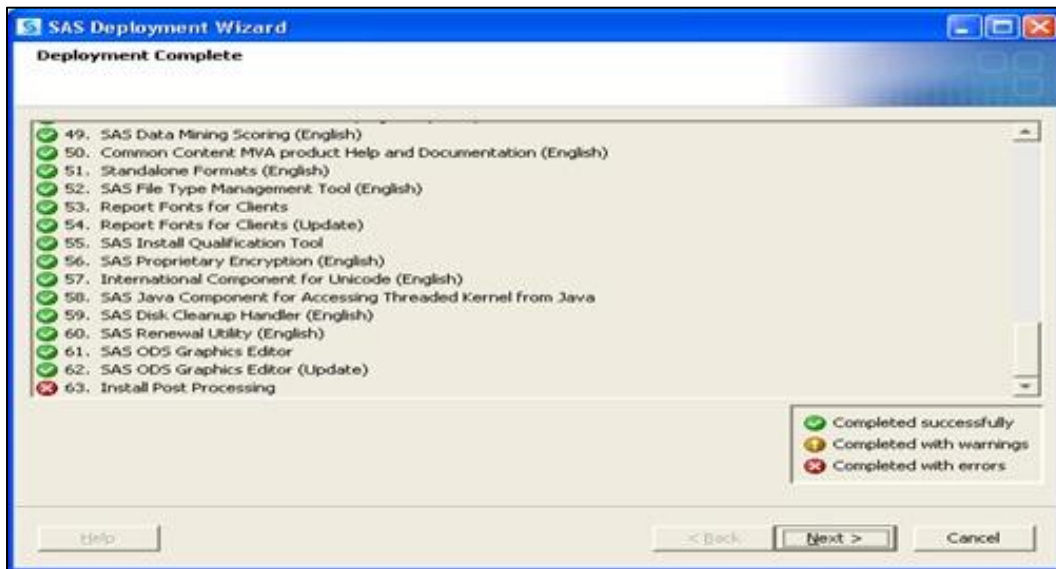 SAS Deployment Wizard
Deployment Complete
49. SAS Data Mining Scoring (English)
50. Common Content MVA product Help and Documentation (English)
51. Standalone Formats (English)
52. SAS File Type Management Tool (English)
53. Report Fonts for Clients
54. Report Fonts for Clients (Update)
55. SAS Install Qualification Tool
56. SAS Proprietary Encryption (English)
57. International Component for Unicode (English)
58. SAS Java Component for Accessing Threaded Kernel from Java
59. SAS Disk Cleanup Handler (English)
60. SAS Renewal Utility (English)
61. SAS ODS Graphics Editor
62. SAS ODS Graphics Editor (Update)
63. Install Post Processing
Completed successfully
Completed with warnings
Completed with errors
Help
< Back
Next >
Cancel